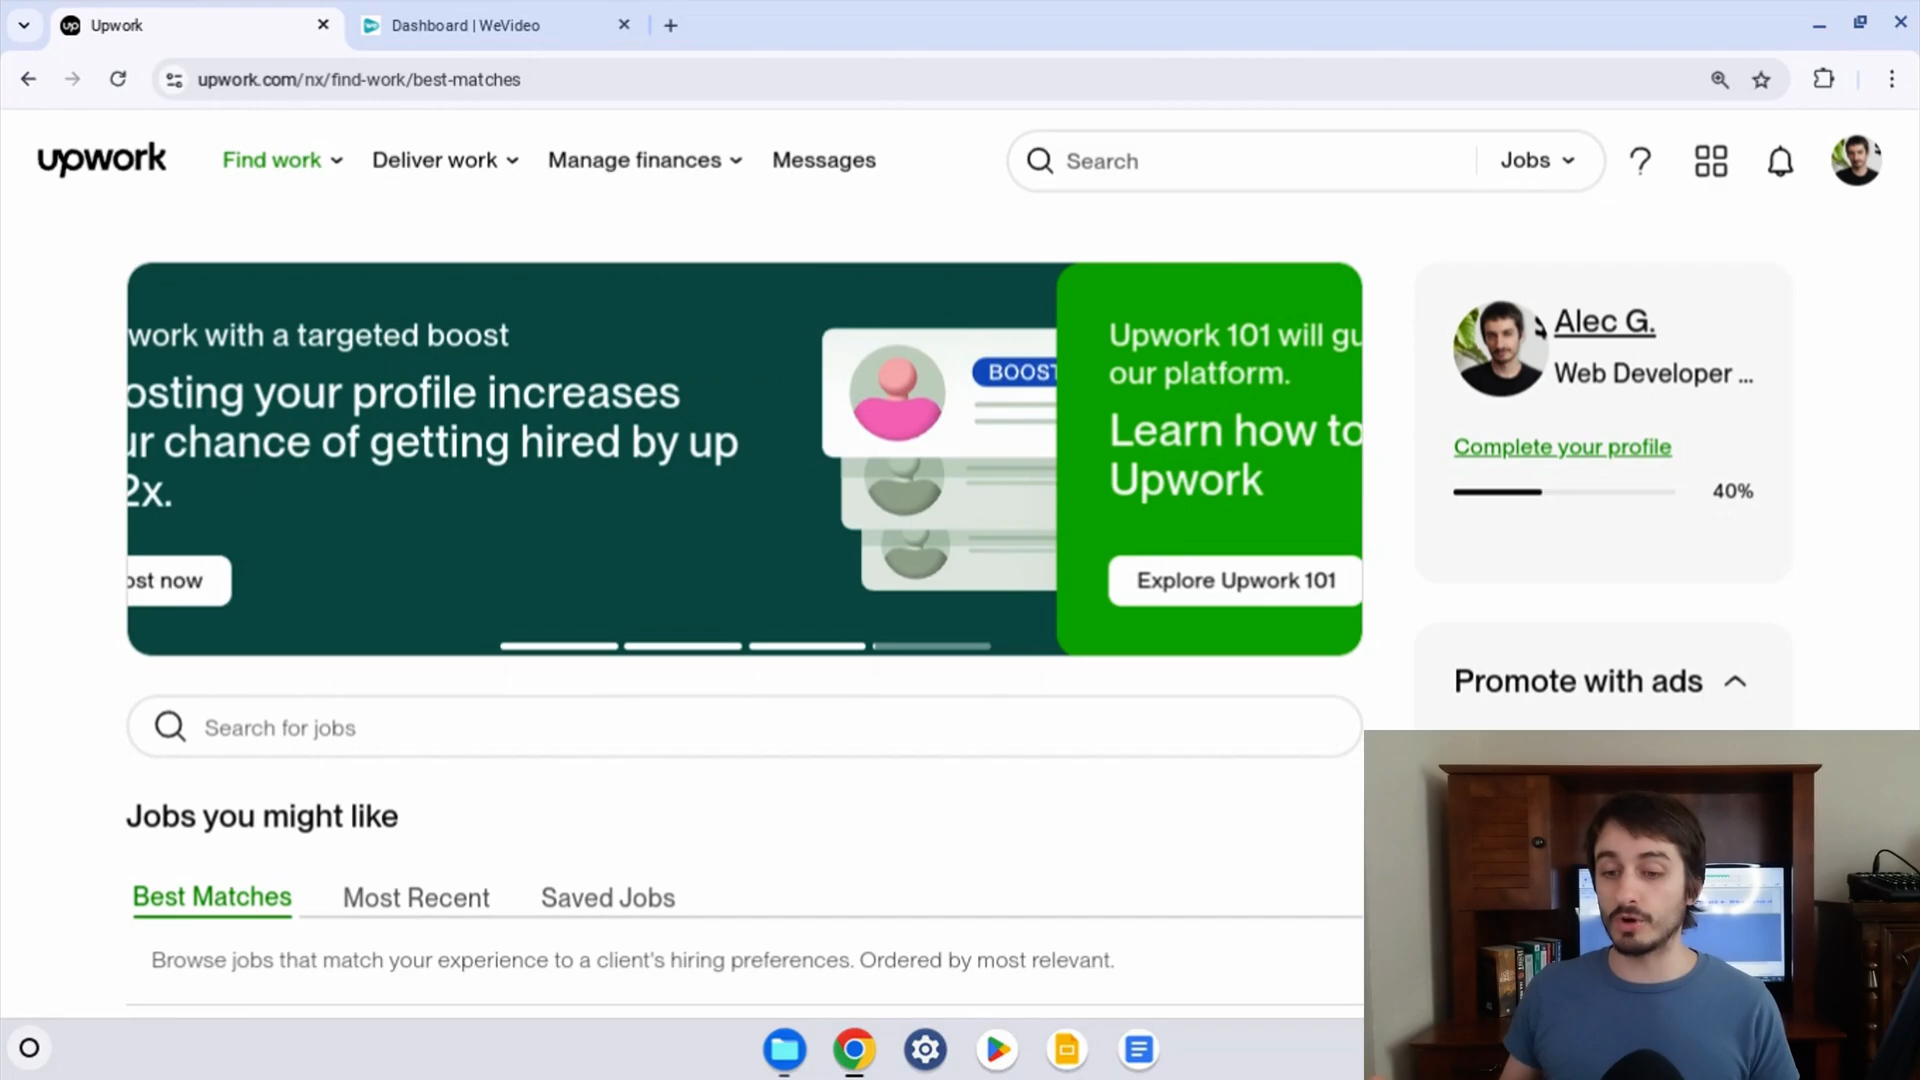 Upwork
Dashboard | WeVideo
upwork.com/nx/find-work/best-matches
upwork
Find work
Deliver work
Manage finances
Messages
Search
Jobs
work with a targeted boost
osting your profile increases
ur chance of getting hired by up
2x.
ost now
BOOST
Upwork 101 will gu
our platform.
Learn how to
Upwork
Explore Upwork 101
Alec G.
Web Developer ...
Complete your profile
40%
Promote with ads
Search for jobs
Jobs you might like
Best Matches
Most Recent
Saved Jobs
Browse jobs that match your experience to a client's hiring preferences. Ordered by most relevant.